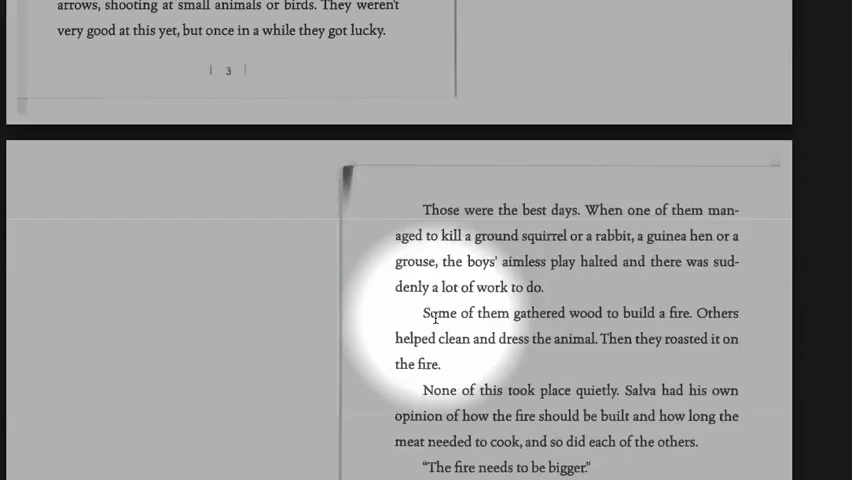 arrows, shooting at small animals or birds. They weren't
very good at this yet, but once in a while they got lucky.
| 3 |
Those were the best days. When one of them man-
aged to kill a ground squirrel or a rabbit, a guinea hen or a
grouse, the boys' aimless play halted and there was sud-
denly a lot of work to do.
Some of them gathered wood to build a fire. Others
helped clean and dress the animal. Then they roasted it on
the fire.
None of this took place quietly. Salva had his own
opinion of how the fire should be built and how long the
meat needed to cook, and so did each of the others.
“The fire needs to be bigger.”